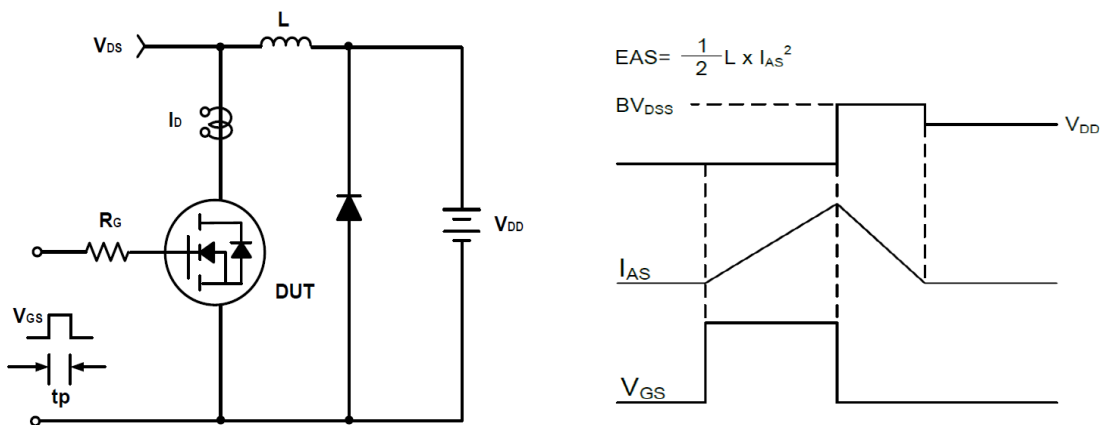 L
VDS
ID
RG
VDD
DUT
VGS
tp
EAS= 1/2 L x IAS²
BVDSS
VDD
IAS
VGS